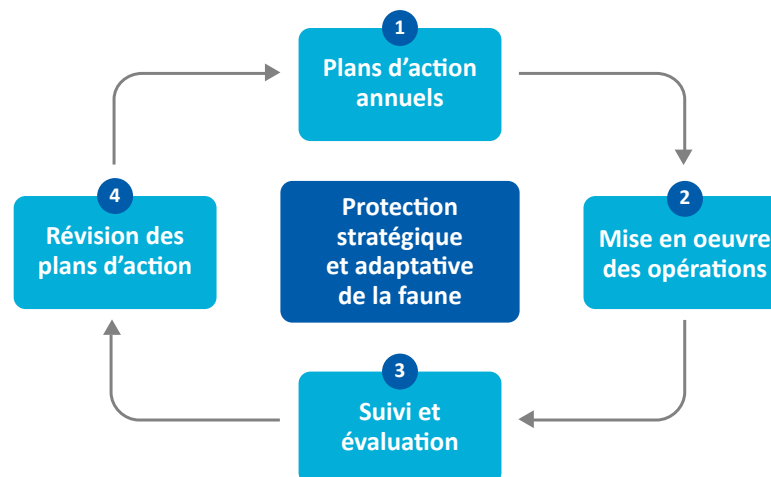 1
Plans d’action
annuels
2
Mise en oeuvre
des opérations
3
Suivi et
évaluation
4
Révision des
plans d’action
Protection
stratégique
et adaptative
de la faune